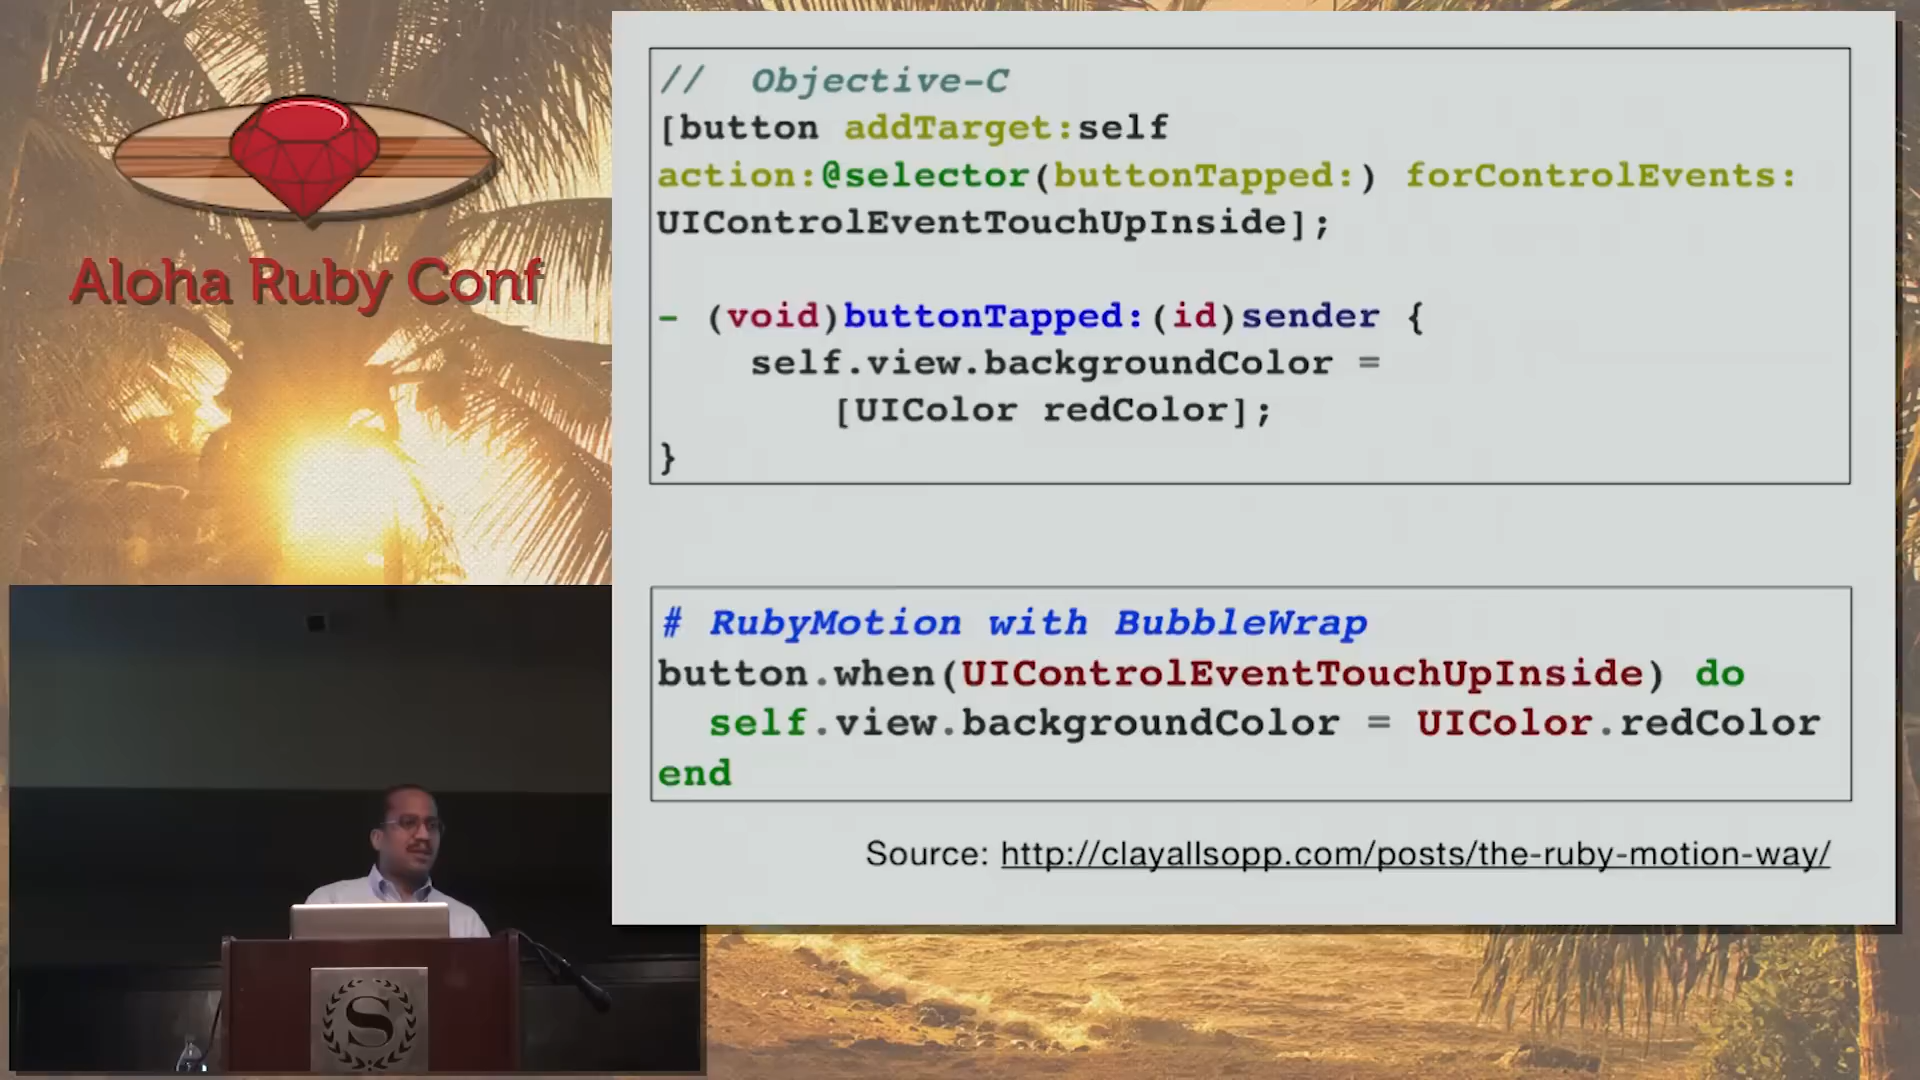 Aloha Ruby Conf
// Objective-C
[button addTarget:self
action:@selector(buttonTapped:) forControlEvents:
UIControlEventTouchUpInside];
- (void)buttonTapped:(id)sender {
self.view.backgroundColor =
[UIColor redColor];
}
# RubyMotion with BubbleWrap
button.when(UIControlEventTouchUpInside) do
self.view.backgroundColor = UIColor.redColor
end
Source: http://clayallsopp.com/posts/the-ruby-motion-way/
S